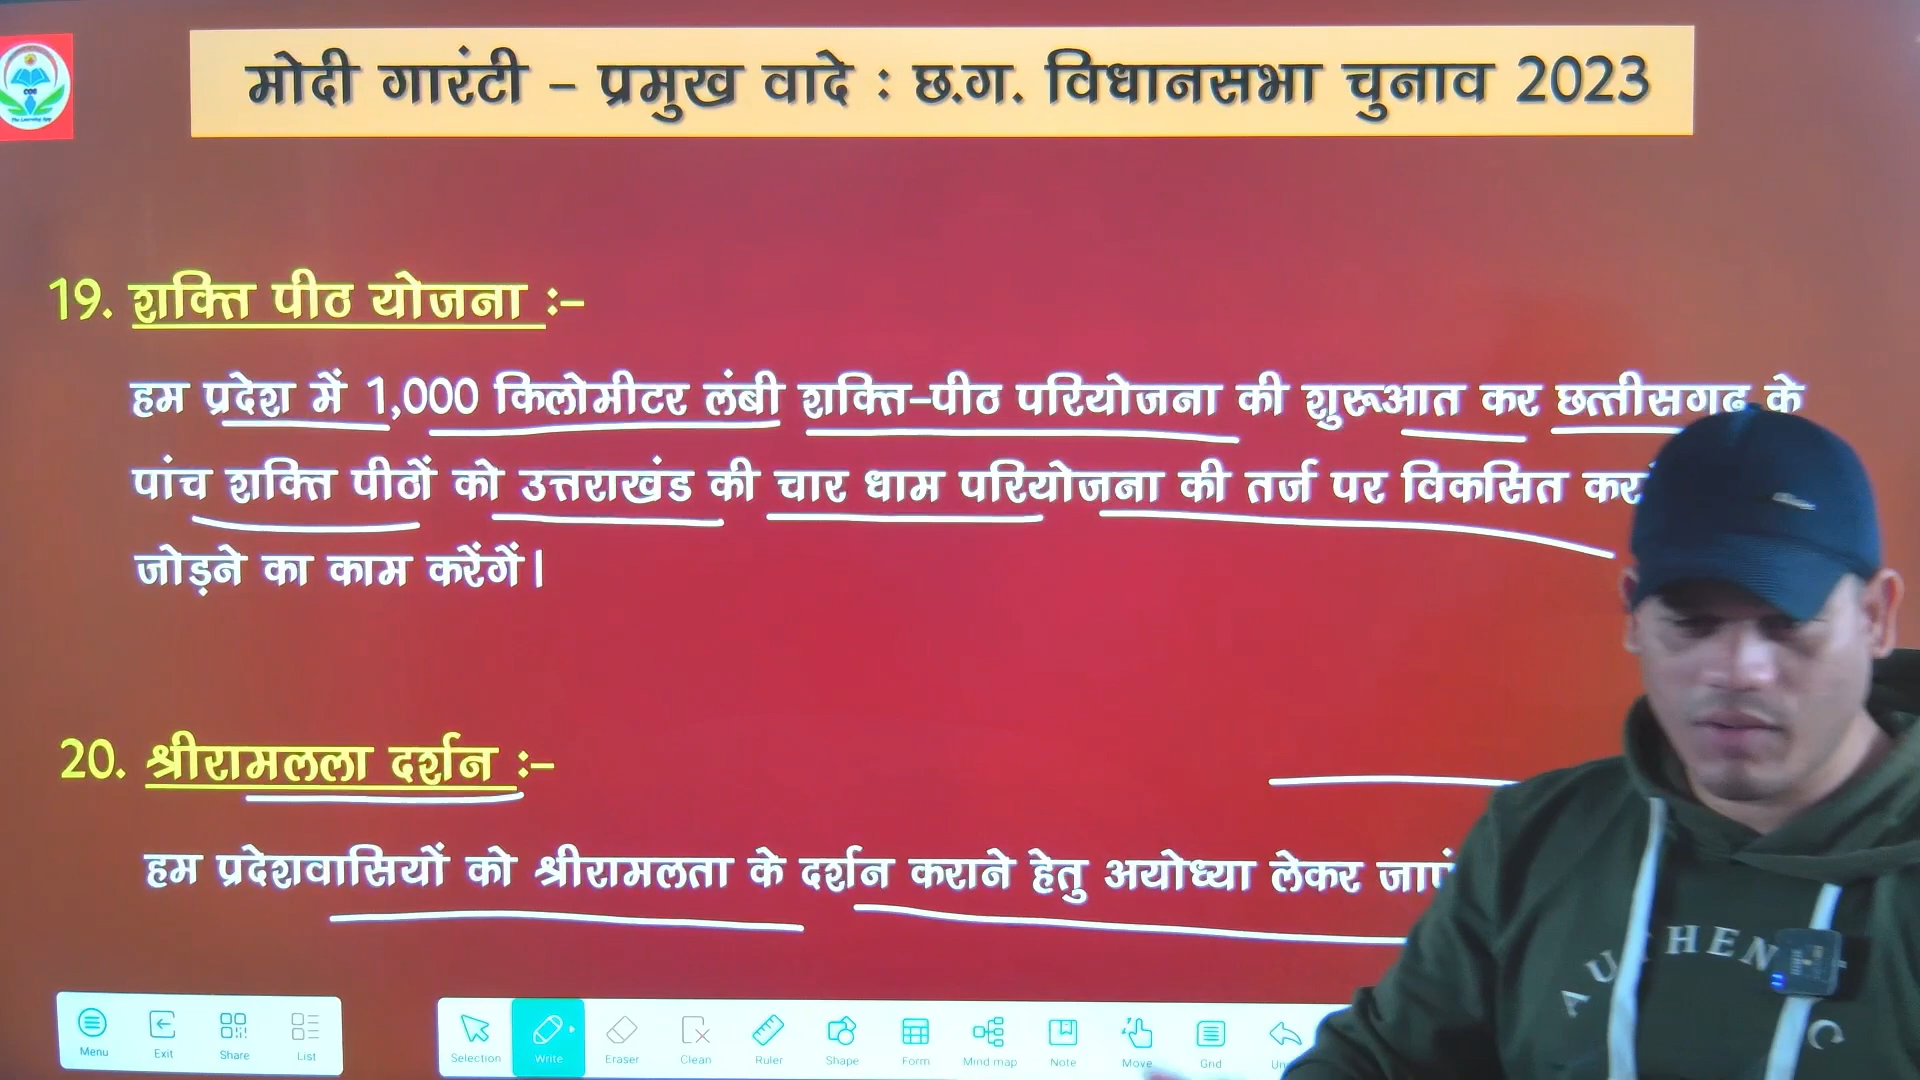 मोदी गारंटी – प्रमुख वादे : छ.ग. विधानसभा चुनाव 2023
19. शक्ति पीठ योजना :–
हम प्रदेश में 1,000 किलोमीटर लंबी शक्ति-पीठ परियोजना की शुरूआत कर छत्तीसगढ़ के
पांच शक्ति पीठों को उत्तराखंड की चार धाम परियोजना की तर्ज पर विकसित कर
जोड़ने का काम करेंगें।
20. श्रीरामलला दर्शन :–
हम प्रदेशवासियों को श्रीरामलता के दर्शन कराने हेतु अयोध्या लेकर
AUTHEN
Menu Exit Share List Selection Write Eraser Clean Ruler Shape Form Mind map Note Move Grid